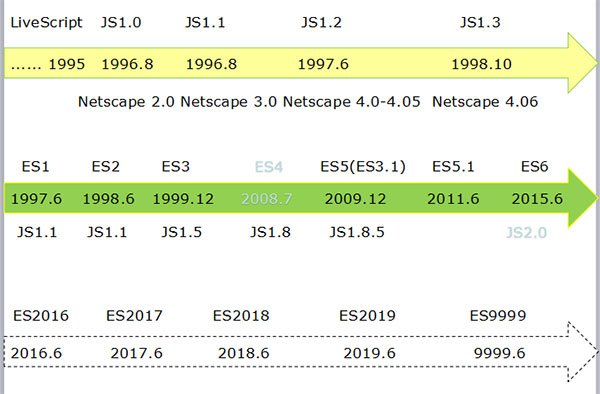 LiveScript JS1.0 JS1.1 JS1.2 JS1.3
...... 1995 1996.8 1996.8 1997.6 1998.10
Netscape 2.0 Netscape 3.0 Netscape 4.0-4.05 Netscape 4.06
ES1 ES2 ES3 ES4 ES5(ES3.1) ES5.1 ES6
1997.6 1998.6 1999.12 2008.7 2009.12 2011.6 2015.6
JS1.1 JS1.1 JS1.5 JS1.8 JS1.8.5 JS2.0
ES2016 ES2017 ES2018 ES2019 ES9999
2016.6 2017.6 2018.6 2019.6 9999.6